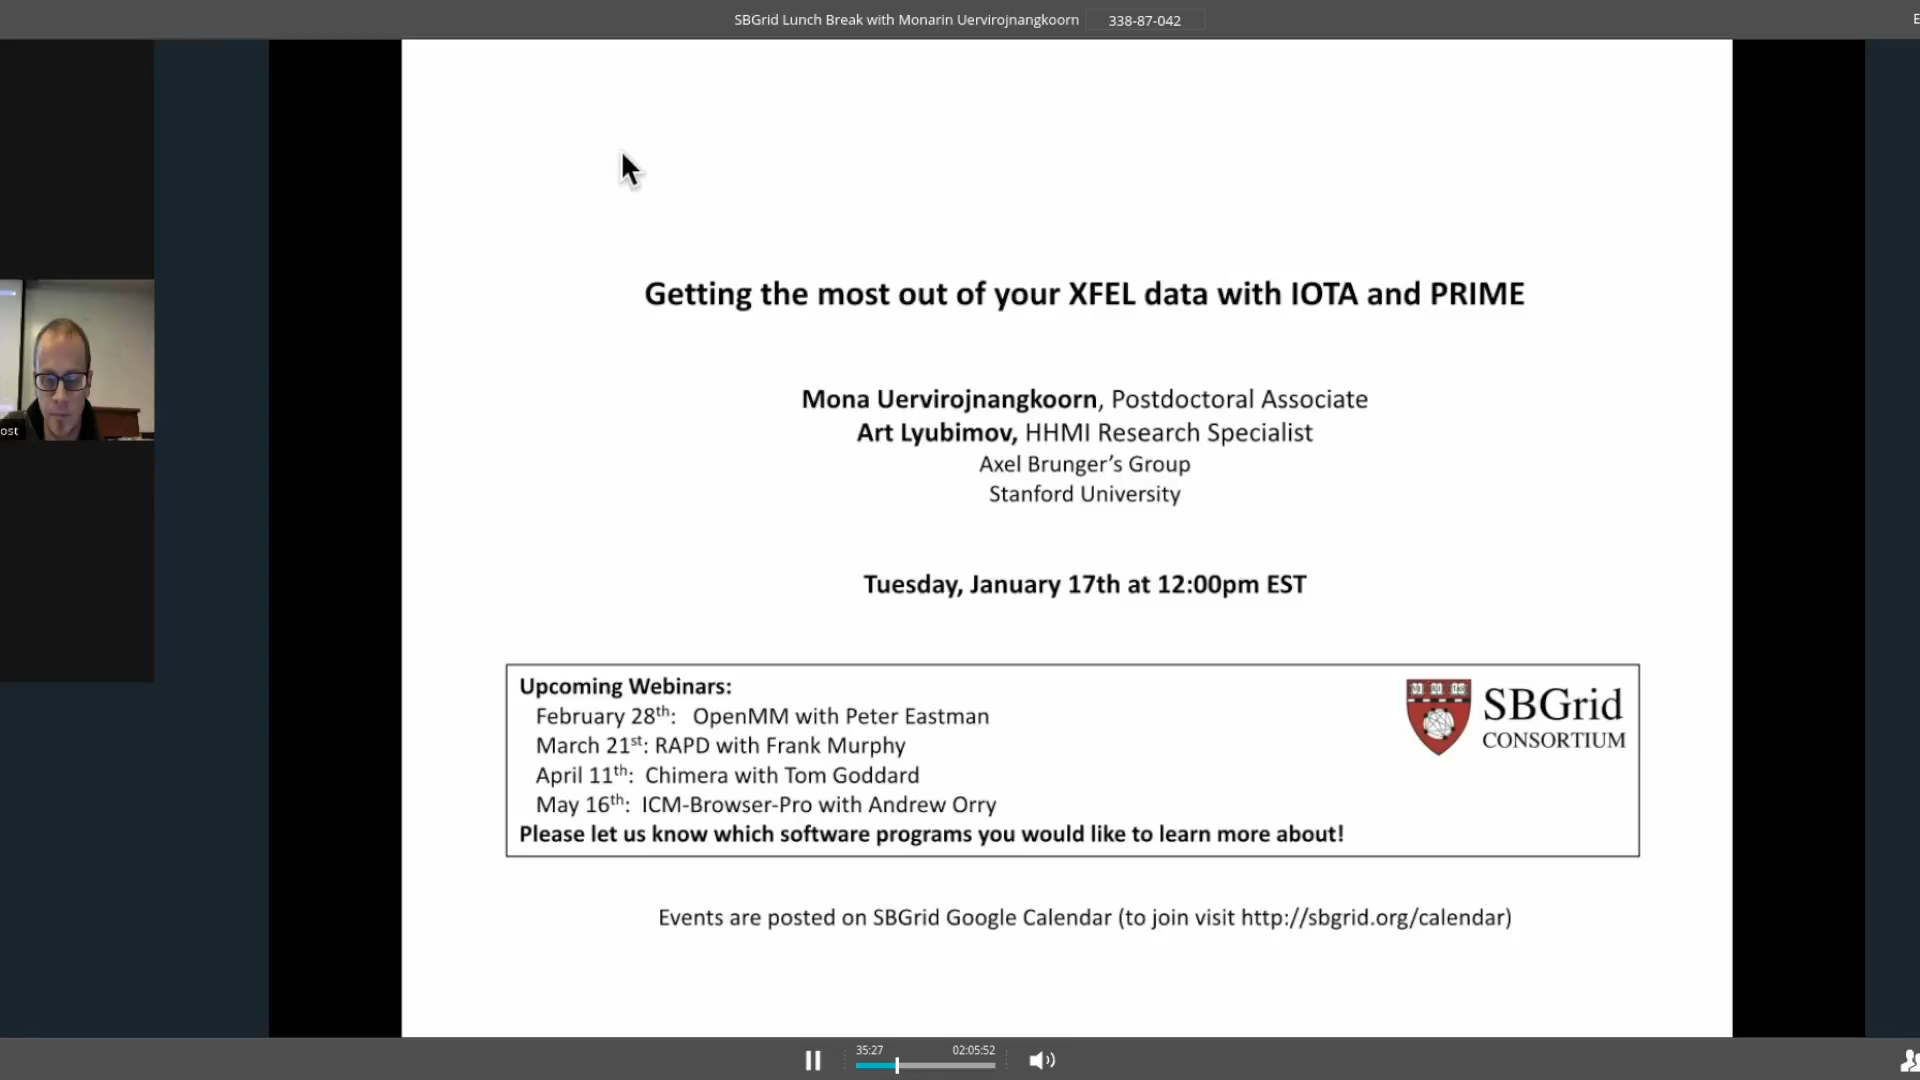 SBGrid Lunch Break with Monarin Uervirojnangkoorn 338-87-042 E
Getting the most out of your XFEL data with IOTA and PRIME
Mona Uervirojnangkoorn, Postdoctoral Associate
Art Lyubimov, HHMI Research Specialist
Axel Brunger’s Group
Stanford University
Tuesday, January 17th at 12:00pm EST
ost
Upcoming Webinars:
February 28th: OpenMM with Peter Eastman
March 21st: RAPD with Frank Murphy
April 11th: Chimera with Tom Goddard
May 16th: ICM-Browser-Pro with Andrew Orry
Please let us know which software programs you would like to learn more about!
SBGrid
CONSORTIUM
Events are posted on SBGrid Google Calendar (to join visit http://sbgrid.org/calendar)
35:27 02:05:52